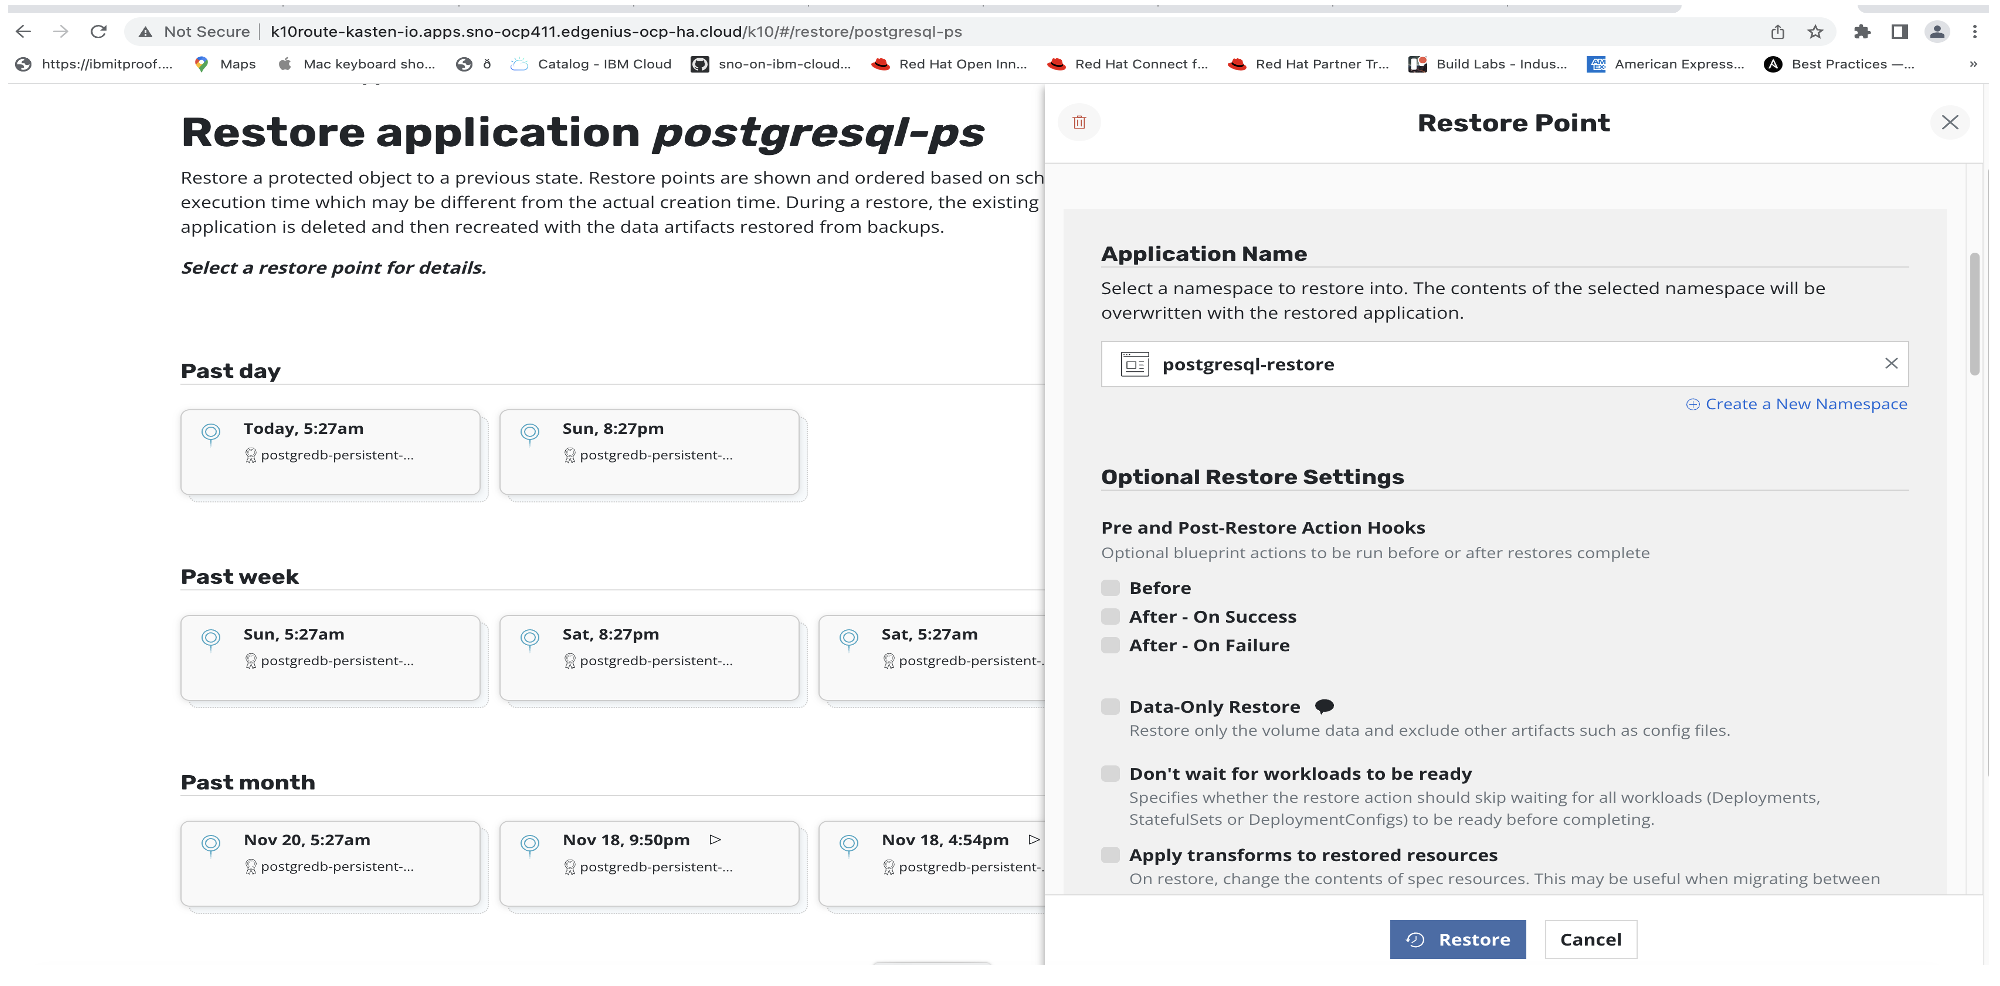 Not Secure | k10route-kasten-io.apps.sno-ocp411.edgenius-ocp-ha.cloud/k10/#/restore/postgresql-ps
https://ibmitproof.... Maps Mac keyboard sho... ð Catalog - IBM Cloud sno-on-ibm-cloud... Red Hat Open Inn... Red Hat Connect f... Red Hat Partner Tr... Build Labs - Indus... American Express... Best Practices —... »
Restore application postgresql-ps
Restore a protected object to a previous state. Restore points are shown and ordered based on sch
execution time which may be different from the actual creation time. During a restore, the existing
application is deleted and then recreated with the data artifacts restored from backups.
Select a restore point for details.
Past day
Today, 5:27am
postgredb-persistent-...
Sun, 8:27pm
postgredb-persistent-...
Past week
Sun, 5:27am
postgredb-persistent-...
Sat, 8:27pm
postgredb-persistent-...
Sat, 5:27am
postgredb-persistent-.
Past month
Nov 20, 5:27am
postgredb-persistent-...
Nov 18, 9:50pm
postgredb-persistent-...
Nov 18, 4:54pm
postgredb-persistent-.
Restore Point
Application Name
Select a namespace to restore into. The contents of the selected namespace will be
overwritten with the restored application.
postgresql-restore
Create a New Namespace
Optional Restore Settings
Pre and Post-Restore Action Hooks
Optional blueprint actions to be run before or after restores complete
Before
After - On Success
After - On Failure
Data-Only Restore
Restore only the volume data and exclude other artifacts such as config files.
Don't wait for workloads to be ready
Specifies whether the restore action should skip waiting for all workloads (Deployments,
StatefulSets or DeploymentConfigs) to be ready before completing.
Apply transforms to restored resources
On restore, change the contents of spec resources. This may be useful when migrating between
Restore
Cancel